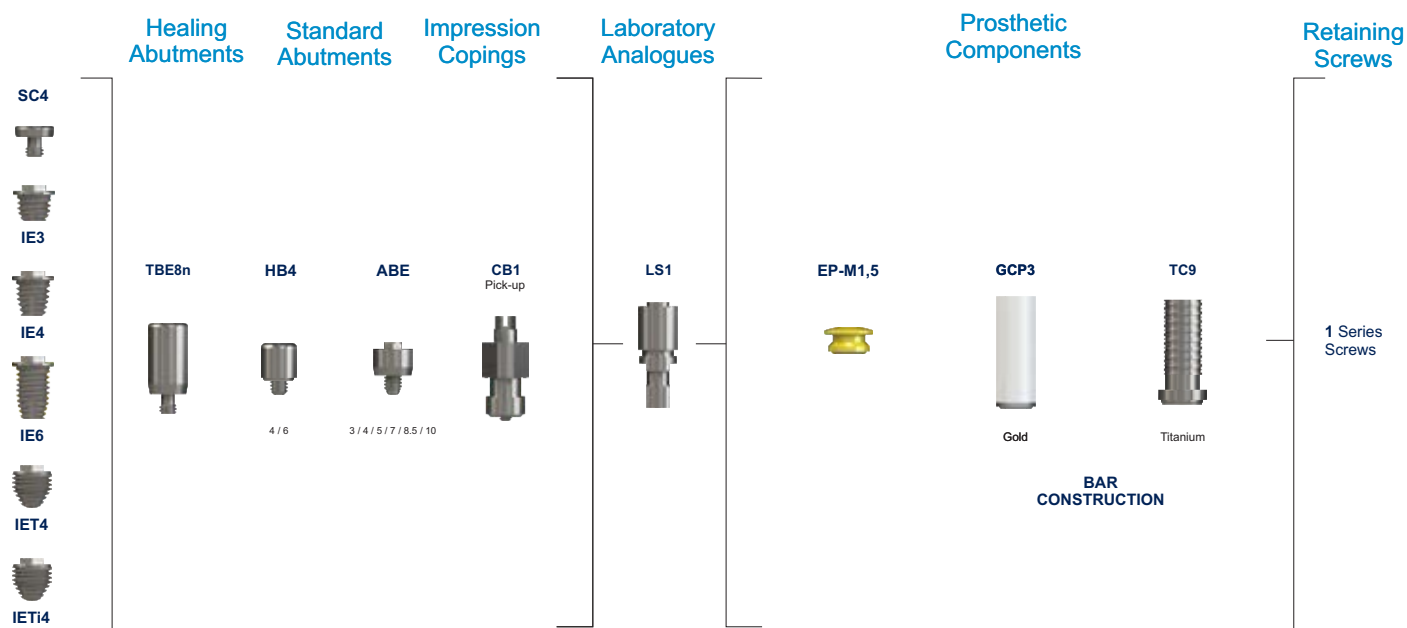 Healing
Abutments
Standard
Abutments
Impression
Copings
Laboratory
Analogues
Prosthetic
Components
Retaining
Screws
SC4
IE3
IE4
IE6
IET4
IETi4
TBE8n
HB4
4 / 6
ABE
3 / 4 / 5 / 7 / 8.5 / 10
CB1
Pick-up
LS1
EP-M1,5
GCP3
Gold
TC9
Titanium
BAR
CONSTRUCTION
1 Series
Screws